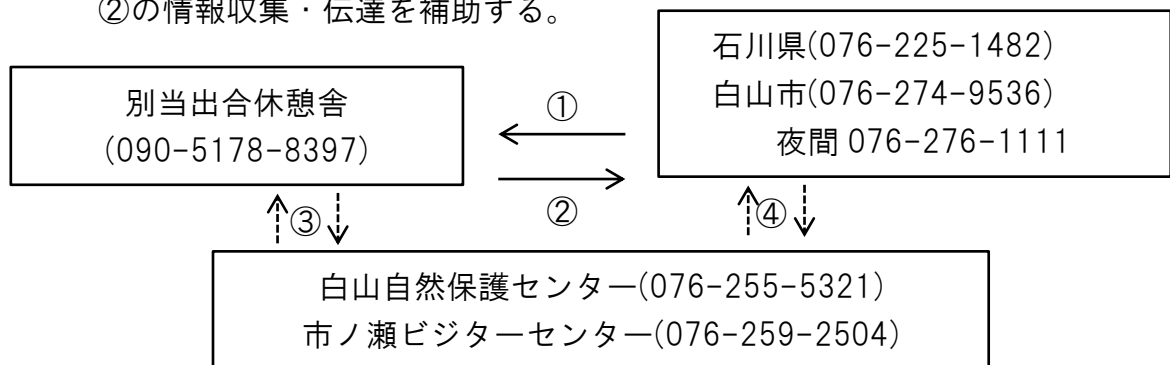 ②の情報収集・伝達を補助する。
石川県(076-225-1482)
白山市(076-274-9536)
夜間 076-276-1111
別当出合休憩舎
(090-5178-8397)
①
②
③
④
白山自然保護センター(076-255-5321)
市ノ瀬ビジターセンター(076-259-2504)